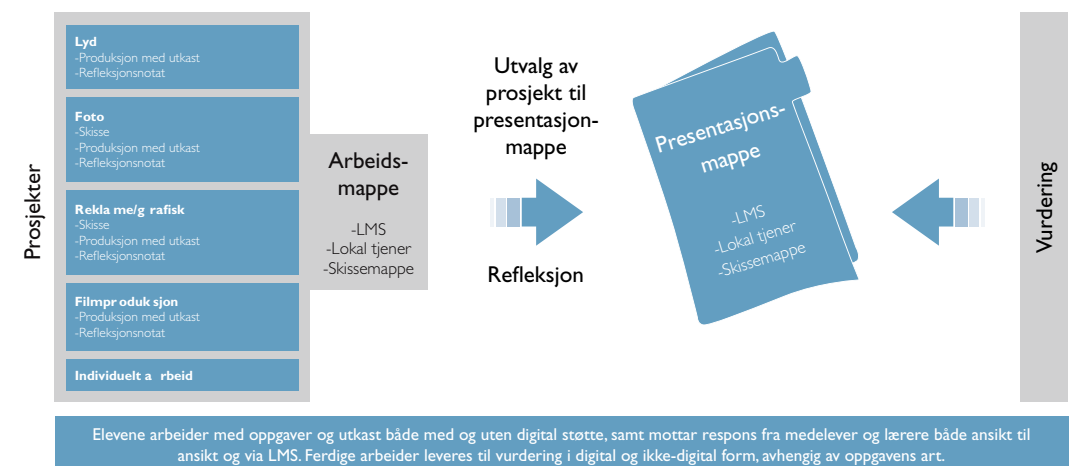 Prosjekter
Lyd
-Produksjon med utkast
-Refleksjonsnotat
Foto
-Skisse
-Produksjon med utkast
-Refleksjonsnotat
Rekla me/g rafisk
-Skisse
-Produksjon med utkast
-Refleksjonsnotat
Filmpr oduk sjon
-Produksjon med utkast
-Refleksjonsnotat
Individuelt a rbeid
Arbeids-
mappe
-LMS
-Lokal tjener
-Skissemappe
Utvalg av
prosjekt til
presentasjon-
mappe
Refleksjon
Presentasjons-
mappe
-LMS
-Lokal tjener
-Skissemappe
Vurdering
Elevene arbeider med oppgaver og utkast både med og uten digital støtte, samt mottar respons fra medelever og lærere både ansikt til
ansikt og via LMS. Ferdige arbeider leveres til vurdering i digital og ikke-digital form, avhengig av oppgavens art.